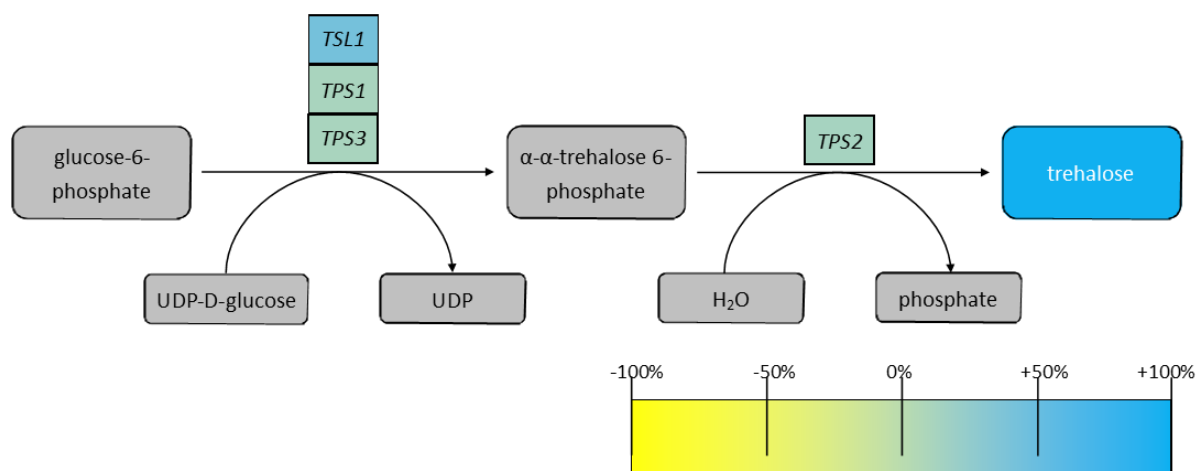 TSL1
TPS1
TPS3
glucose-6-
phosphate
α-α-trehalose 6-
phosphate
TPS2
trehalose
UDP-D-glucose
UDP
H₂O
phosphate
-100%
-50%
0%
+50%
+100%